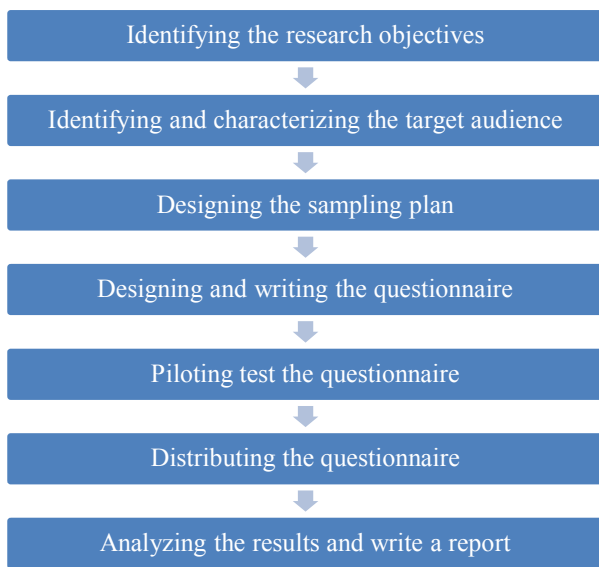 Identifying the research objectives
Identifying and characterizing the target audience
Designing the sampling plan
Designing and writing the questionnaire
Piloting test the questionnaire
Distributing the questionnaire
Analyzing the results and write a report